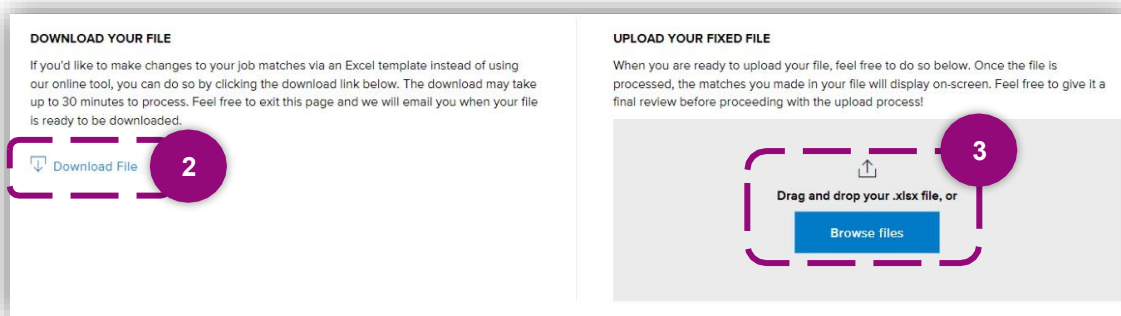 DOWNLOAD YOUR FILE
If you'd like to make changes to your job matches via an Excel template instead of using
our online tool, you can do so by clicking the download link below. The download may take
up to 30 minutes to process. Feel free to exit this page and we will email you when your file
is ready to be downloaded.
Download File
2
UPLOAD YOUR FIXED FILE
When you are ready to upload your file, feel free to do so below. Once the file is
processed, the matches you made in your file will display on-screen. Feel free to give it a
final review before proceeding with the upload process!
3
Drag and drop your .xlsx file, or
Browse files